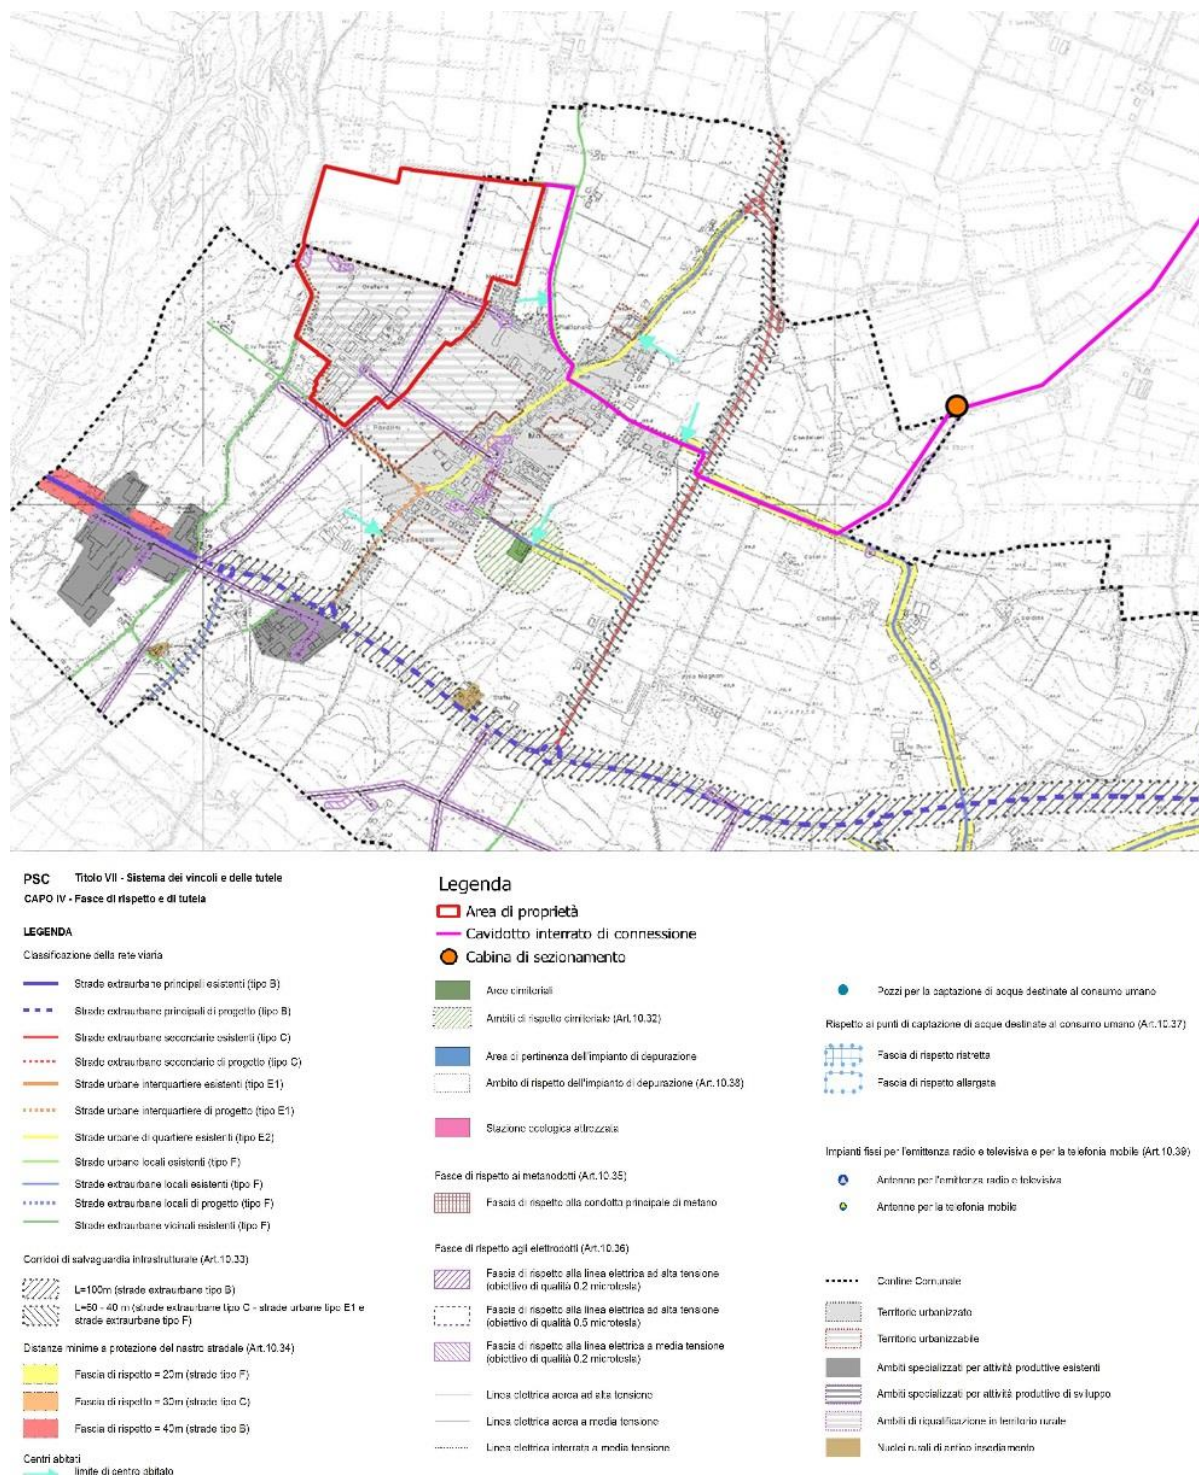 PSC Titolo VII - Sistema dei vincoli e delle tutele
CAPO IV - Fasce di rispetto e di tutela
LEGENDA
Classificazione della rete viaria
Strade extraurbane principali esistenti (tipo B)
Strade extraurbane principali di progetto (tipo B)
Strade extraurbane secondarie esistenti (tipo C)
Strade extraurbane secondarie di progetto (tipo C)
Strade urbane interquartiere esistenti (tipo E1)
Strade urbane interquartiere di progetto (tipo E1)
Strade urbane di quartiere esistenti (tipo E2)
Strade urbane locali esistenti (tipo F)
Strade extraurbane locali esistenti (tipo F)
Strade extraurbane locali di progetto (tipo F)
Strade extraurbane vicinali esistenti (tipo F)
Corridoi di salvaguardia infrastrutturale (Art.10.33)
L=100m (strade extraurbane tipo B)
L=60 - 40 m (strade extraurbane tipo C - strade urbane tipo E1 e
strade extraurbane tipo F)
Distanze minime a protezione del nastro stradale (Art.10.34)
Fascia di rispetto = 20m (strade tipo F)
Fascia di rispetto = 30m (strade tipo C)
Fascia di rispetto = 40m (strade tipo B)
Centri abitati
limite di centro abitato
Legenda
Area di proprietà
Cavidotto interrato di connessione
Cabina di sezionamento
Aree cimiteriali
Ambiti di rispetto cimiteriale (Art.10.32)
Area di pertinenza dell'impianto di depurazione
Ambito di rispetto dell'impianto di depurazione (Art.10.38)
Stazione ecologica attrezzata
Fasce di rispetto ai metanodotti (Art.10.35)
Fascia di rispetto alla condotta principale di metano
Fasce di rispetto agli elettrodotti (Art.10.36)
Fascia di rispetto alla linea elettrica ad alta tensione
(obiettivo di qualità 0.2 microtesla)
Fascia di rispetto alla linea elettrica ad alta tensione
(obiettivo di qualità 0.5 microtesla)
Fascia di rispetto alla linea elettrica a media tensione
(obiettivo di qualità 0.2 microtesla)
Linea elettrica aerea ad alta tensione
Linea elettrica aerea a media tensione
Linea elettrica interrata a media tensione
Pozzi per la captazione di acque destinate al consumo umano
Rispetto ai punti di captazione di acque destinate al consumo umano (Art.10.37)
Fascia di rispetto ristretta
Fascia di rispetto allargata
Impianti fissi per l'emittenza radio e televisiva e per la telefonia mobile (Art.10.39)
Antenne per l'emittenza radio e televisiva
Antenne per la telefonia mobile
Confine Comunale
Territorio urbanizzato
Territorio urbanizzabile
Ambiti specializzati per attività produttive esistenti
Ambiti specializzati per attività produttive di sviluppo
Ambiti di riqualificazione in territorio rurale
Nuclei rurali di antico insediamento